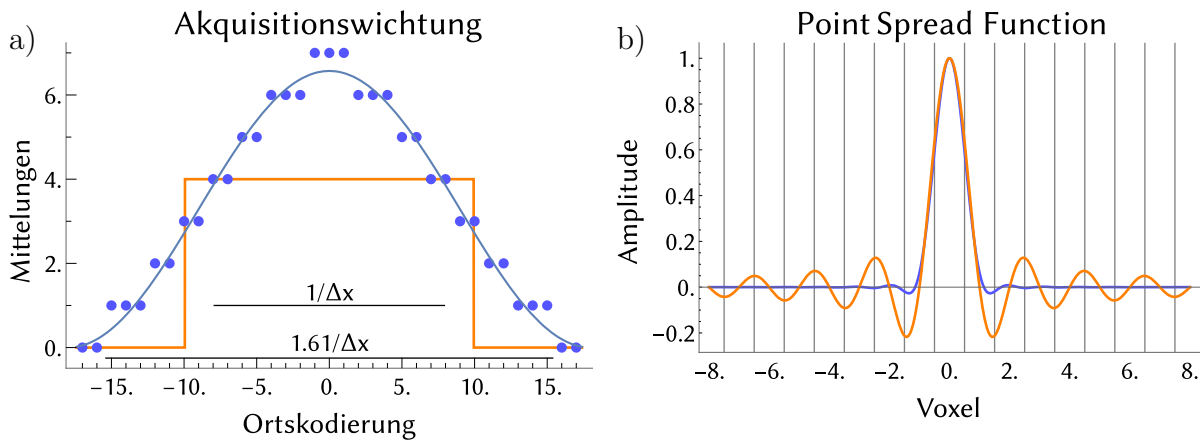 a)
Akquisitionswichtung
Mittelungen
6.
4.
2.
0.
1/Δx
1.61/Δx
−15. −10. −5. 0. 5. 10. 15.
Ortskodierung
b)
Point Spread Function
Amplitude
1.
0.8
0.6
0.4
0.2
0.
−0.2
−8. −6. −4. −2. 0. 2. 4. 6. 8.
Voxel